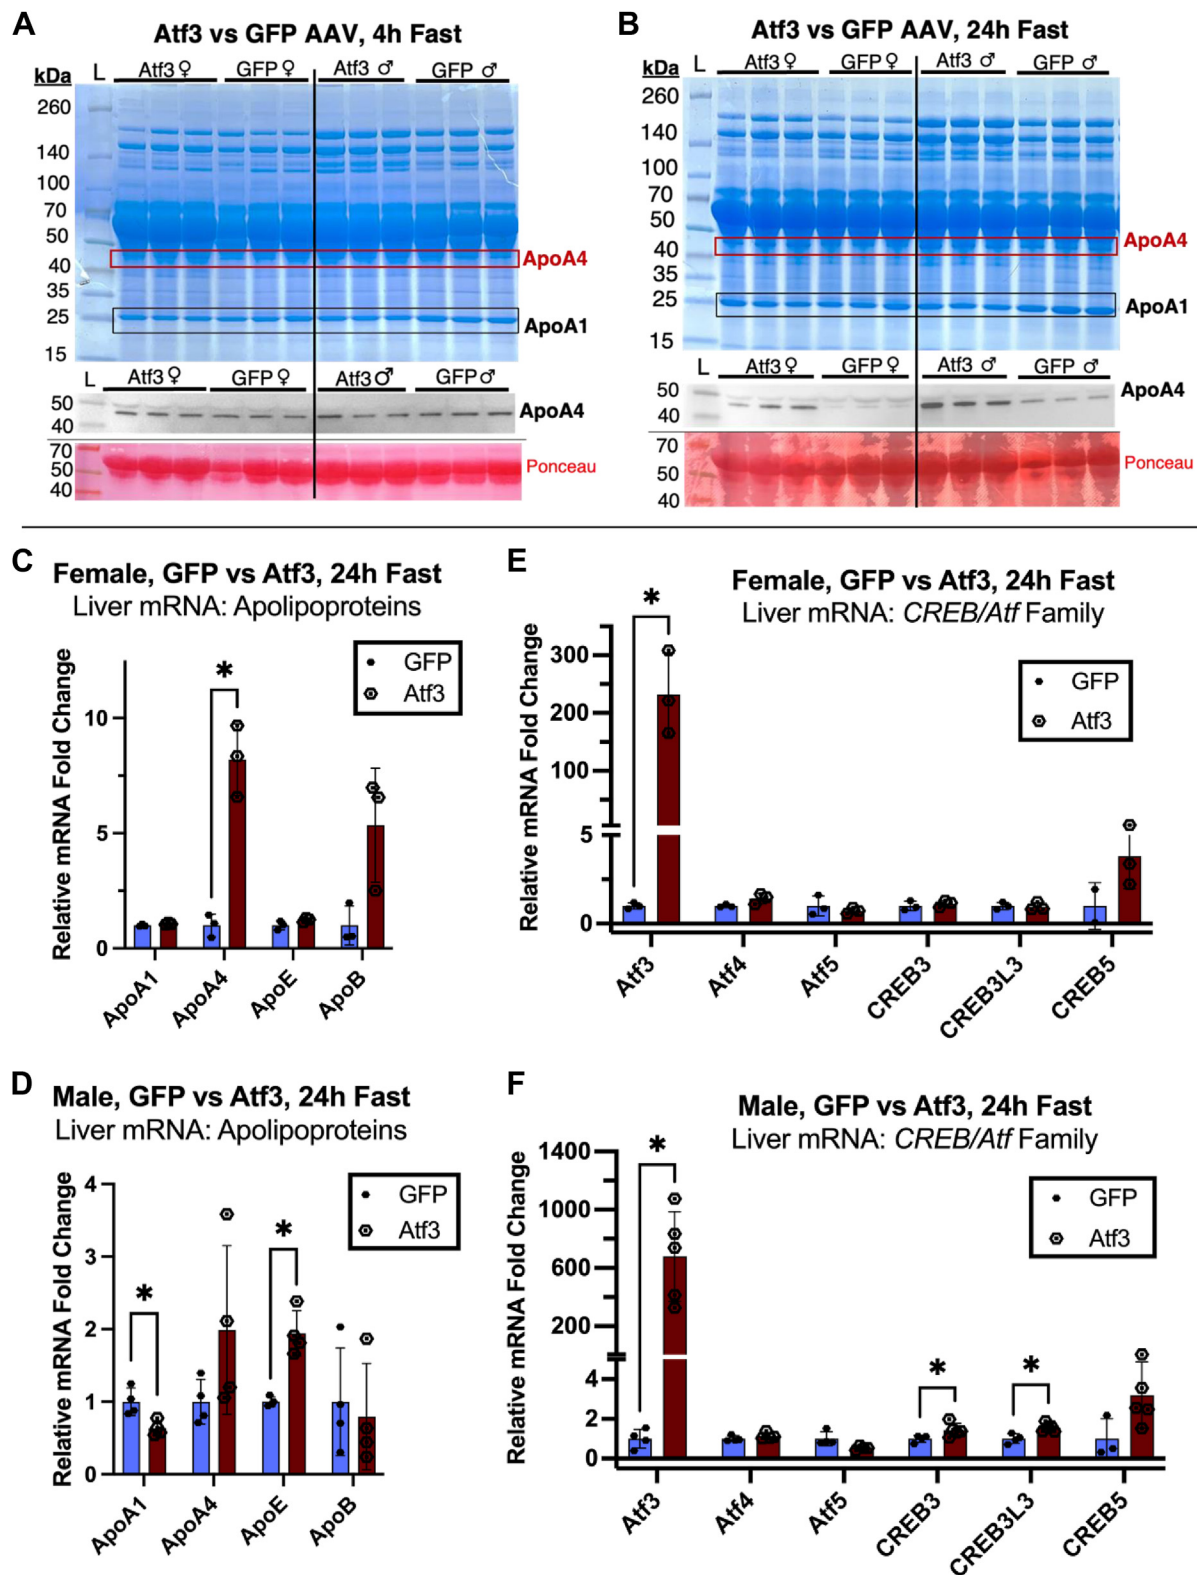 A
Atf3 vs GFP AAV, 4h Fast
kDa
L
Atf3 ♀
GFP ♀
Atf3 ♂
GFP ♂
260
140
100
70
50
40
35
25
15
ApoA4
ApoA1
L
Atf3 ♀
GFP ♀
Atf3 ♂
GFP ♂
50
40
ApoA4
70
50
40
Ponceau
B
Atf3 vs GFP AAV, 24h Fast
kDa
L
Atf3 ♀
GFP ♀
Atf3 ♂
GFP ♂
260
140
100
70
50
40
35
25
15
ApoA4
ApoA1
L
Atf3 ♀
GFP ♀
Atf3 ♂
GFP ♂
50
40
ApoA4
70
50
40
Ponceau
C
Female, GFP vs Atf3, 24h Fast
Liver mRNA: Apolipoproteins
Relative mRNA Fold Change
10
5
0
*
GFP
Atf3
ApoA1
ApoA4
ApoE
ApoB
E
Female, GFP vs Atf3, 24h Fast
Liver mRNA: CREB/Atf Family
Relative mRNA Fold Change
300
200
100
5
0
*
GFP
Atf3
Atf3
Atf4
Atf5
CREB3
CREB3L3
CREB5
D
Male, GFP vs Atf3, 24h Fast
Liver mRNA: Apolipoproteins
Relative mRNA Fold Change
4
3
2
1
0
*
*
GFP
Atf3
ApoA1
ApoA4
ApoE
ApoB
F
Male, GFP vs Atf3, 24h Fast
Liver mRNA: CREB/Atf Family
Relative mRNA Fold Change
1400
1000
600
200
4
2
0
*
*
*
GFP
Atf3
Atf3
Atf4
Atf5
CREB3
CREB3L3
CREB5